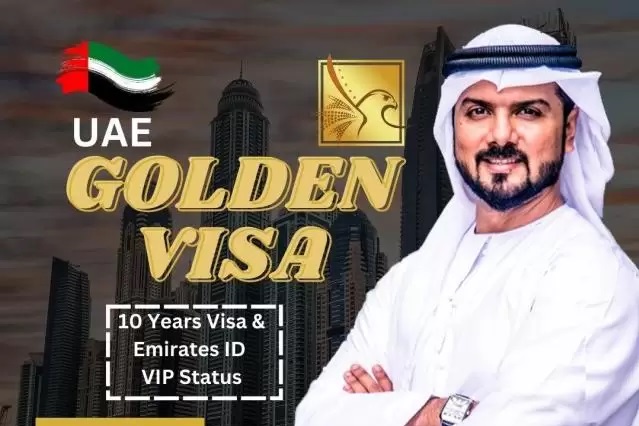 UAE
GOLDEN
VISA
10 Years Visa &
Emirates ID
VIP Status